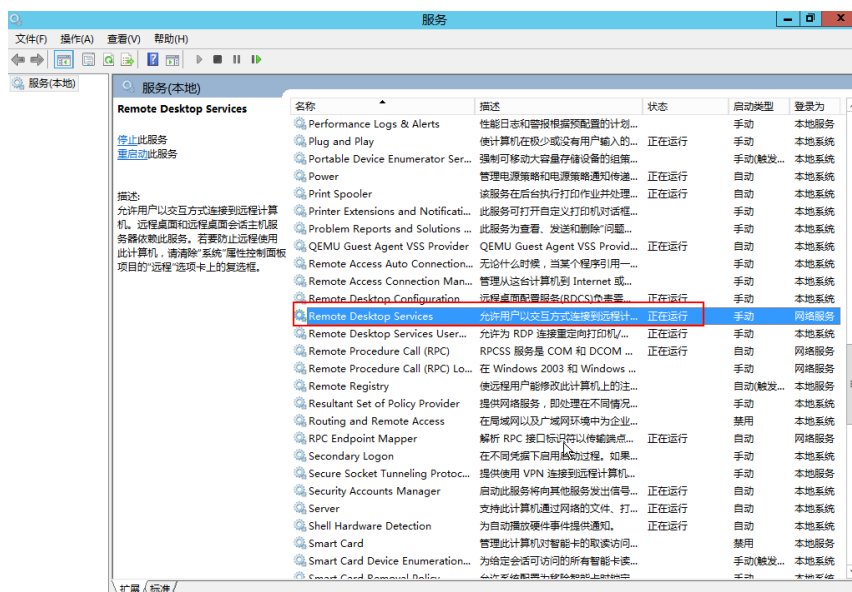 服务
文件(F) 操作(A) 查看(V) 帮助(H)
服务(本地)
服务(本地)
Remote Desktop Services
停止此服务
重启动此服务
描述:
允许用户以交互方式连接到远程计算
机。远程桌面和远程桌面会话主机服
务器依赖此服务。若要防止远程使用
此计算机，请清除“系统”属性控制面板
项目的“远程”选项卡上的复选框。
名称 描述 状态 启动类型 登录为
Performance Logs & Alerts 性能日志和警报根据预配置的计划... 手动 本地服务
Plug and Play 使计算机在极少或没有用户输入的... 正在运行 手动 本地系统
Portable Device Enumerator Ser... 强制可移动大容量存储设备的组策... 手动(触发... 本地系统
Power 管理电源策略和电源策略通知传递... 正在运行 自动 本地系统
Print Spooler 该服务在后台执行打印作业并处理... 正在运行 自动 本地系统
Printer Extensions and Notificati... 此服务可打开自定义打印机对话框... 手动 本地系统
Problem Reports and Solutions ... 此服务为查看、发送和删除“问题... 手动 本地系统
QEMU Guest Agent VSS Provider QEMU Guest Agent VSS Provid... 正在运行 自动 本地系统
Remote Access Auto Connection... 无论什么时候，当某个程序引用一... 手动 本地系统
Remote Access Connection Man... 管理从这台计算机到 Internet 或... 手动 本地系统
Remote Desktop Configuration 远程桌面配置服务(RDCS)负责需... 正在运行 手动 本地系统
Remote Desktop Services 允许用户以交互方式连接到远程计... 正在运行 手动 网络服务
Remote Desktop Services User... 允许为 RDP 连接重定向打印机/... 正在运行 手动 本地系统
Remote Procedure Call (RPC) RPCSS 服务是 COM 和 DCOM ... 正在运行 自动 网络服务
Remote Procedure Call (RPC) Lo... 在 Windows 2003 和 Windows ... 手动 网络服务
Remote Registry 使远程用户能修改此计算机上的注... 自动(触发... 本地服务
Resultant Set of Policy Provider 提供网络服务，即处理在不同情况... 手动 本地系统
Routing and Remote Access 在局域网以及广域网环境中为企业... 禁用 本地系统
RPC Endpoint Mapper 解析 RPC 接口标识符以传输端点... 正在运行 自动 网络服务
Secondary Logon 在不同凭据下启用启动过程。如果... 手动 本地系统
Secure Socket Tunneling Protoc... 提供使用 VPN 连接到远程计算机... 手动 本地服务
Security Accounts Manager 启动此服务将向其他服务发出信号... 正在运行 自动 本地系统
Server 支持此计算机通过网络的文件、打... 正在运行 自动 本地系统
Shell Hardware Detection 为自动播放硬件事件提供通知。 正在运行 自动 本地系统
Smart Card 管理此计算机对智能卡的取读访问... 禁用 本地服务
Smart Card Device Enumeration... 为给定会话可访问的所有智能卡读... 手动(触发... 本地系统
Smart Card Removal Policy 允许系统配置为移除智能卡时锁定... 手动 本地系统
扩展 标准